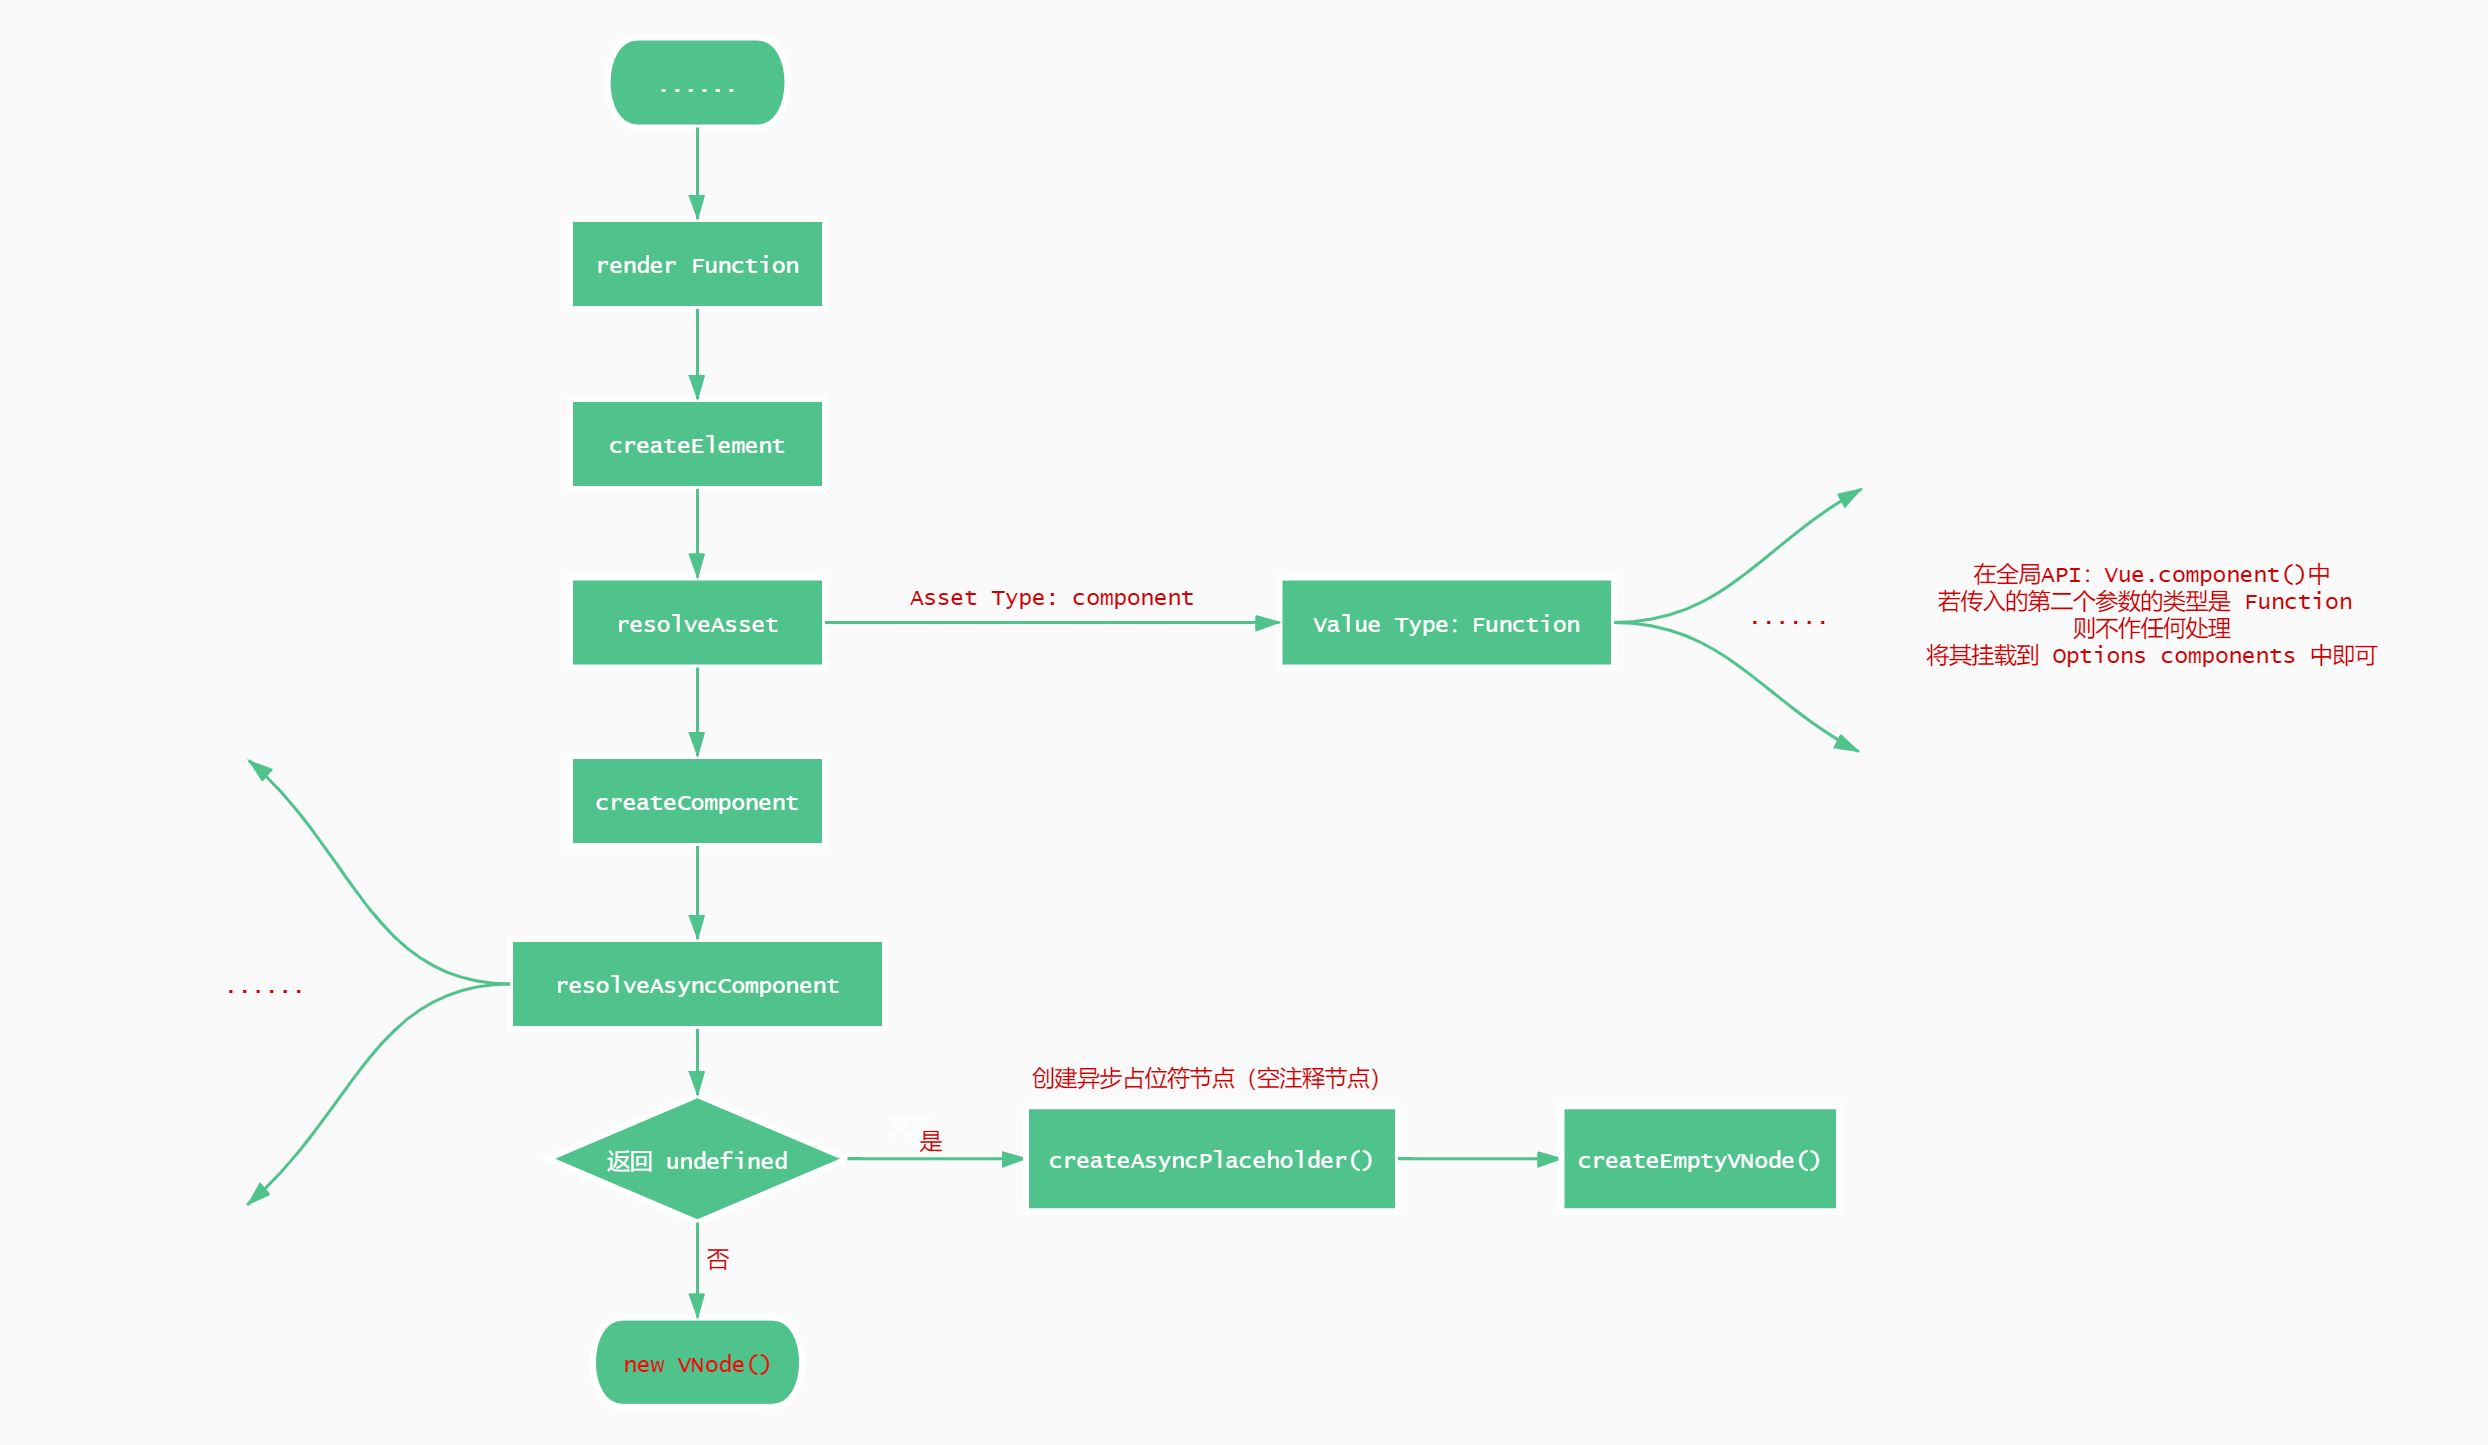 ......
render Function
createElement
resolveAsset
Asset Type: component
Value Type: Function
......
在全局API: Vue.component()中
若传入的第二个参数的类型是 Function
则不作任何处理
将其挂载到 Options components 中即可
createComponent
resolveAsyncComponent
......
返回 undefined
是
创建异步占位符节点（空注释节点）
createAsyncPlaceholder()
createEmptyVNode()
否
new VNode()